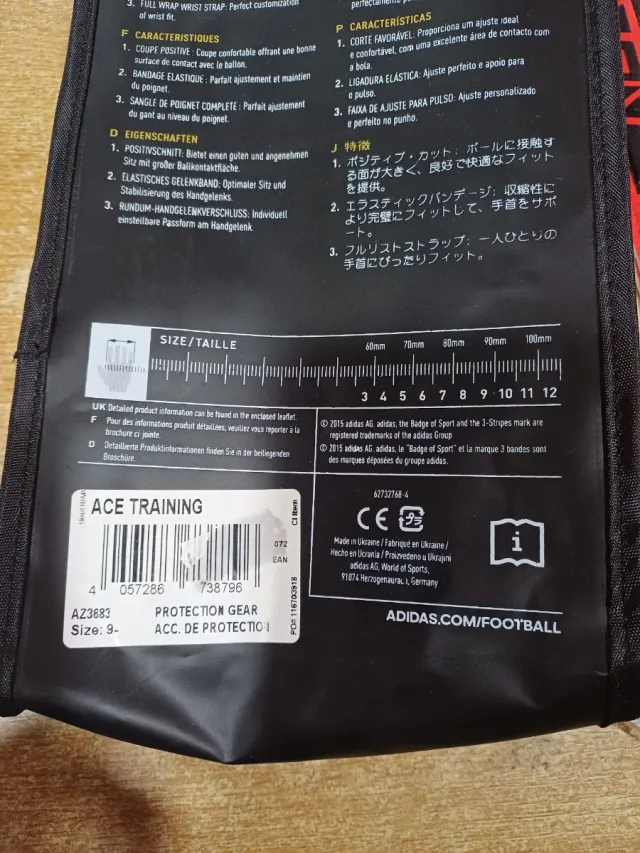 3. FULL WRAP WRIST STRAP: Perfect customization
of wrist fit.
F CARACTERISTIQUES
1. COUPE POSITIVE : Coupe confortable offrant une bonne
surface de contact avec le ballon.
2. BANDAGE ELASTIQUE : Parfait ajustement et maintien
du poignet.
3. SANGLE DE POIGNET COMPLETE : Parfait ajustement
du gant au niveau du poignet.
D EIGENSCHAFTEN
1. POSITIVSCHNITT: Bietet einen guten und angenehmen
Sitz mit großer Ballkontaktfläche.
2. ELASTISCHES GELENKBAND: Optimaler Sitz und
Stabilisierung des Handgelenks.
3. RUNDUM-HANDGELENKVERSCHLUSS: Individuell
einstellbare Passform am Handgelenk.
P CARACTERÍSTICAS
1. CORTE FAVORÁVEL: Proporciona um ajuste ideal
e confortável, com uma excelente área de contacto com
a bola.
2. LIGADURA ELÁSTICA: Ajuste perfeito e apoio para
o pulso.
3. FAIXA DE AJUSTE PARA PULSO: Ajuste personalizado
e perfeito no punho.
J 特徴
1. ポジティブ・カット: ボールに接触す
る面が大きく、良好で快適なフィット
を提供。
2. エラスティックバンデージ: 収縮性に
より完璧にフィットして、手首をサポ
ート。
3. フルリストストラップ: 一人ひとりの
手首にぴったりフィット。
SIZE/TAILLE
60mm 70mm 80mm 90mm 100mm
3 4 5 6 7 8 9 10 11 12
UK Detailed product information can be found in the enclosed leaflet.
F Pour des informations produit détaillées, veuillez vous reporter à la
brochure ci-jointe.
D Detaillierte Produktinformationen finden Sie in der beiliegenden
Broschüre.
© 2015 adidas AG. adidas, the Badge of Sport and the 3-Stripes mark are
registered trademarks of the adidas Group
© 2015 adidas AG. adidas, le "Badge of Sport" et la marque 3 bandes sont
des marques déposées du groupe adidas.
62732768-4
CE プラ
Made in Ukraine / Fabriqué en Ukraine /
Hecho en Ucrania / Proizvedeno u Ukrajini
adidas AG, World of Sports,
91074 Herzogenaurach, Germany
i
ADIDAS.COM/FOOTBALL
ACE TRAINING
072
EAN
4 057286 738796
AZ3683 PROTECTION GEAR
Size: 9- ACC. DE PROTECTIO
PO# 116703918